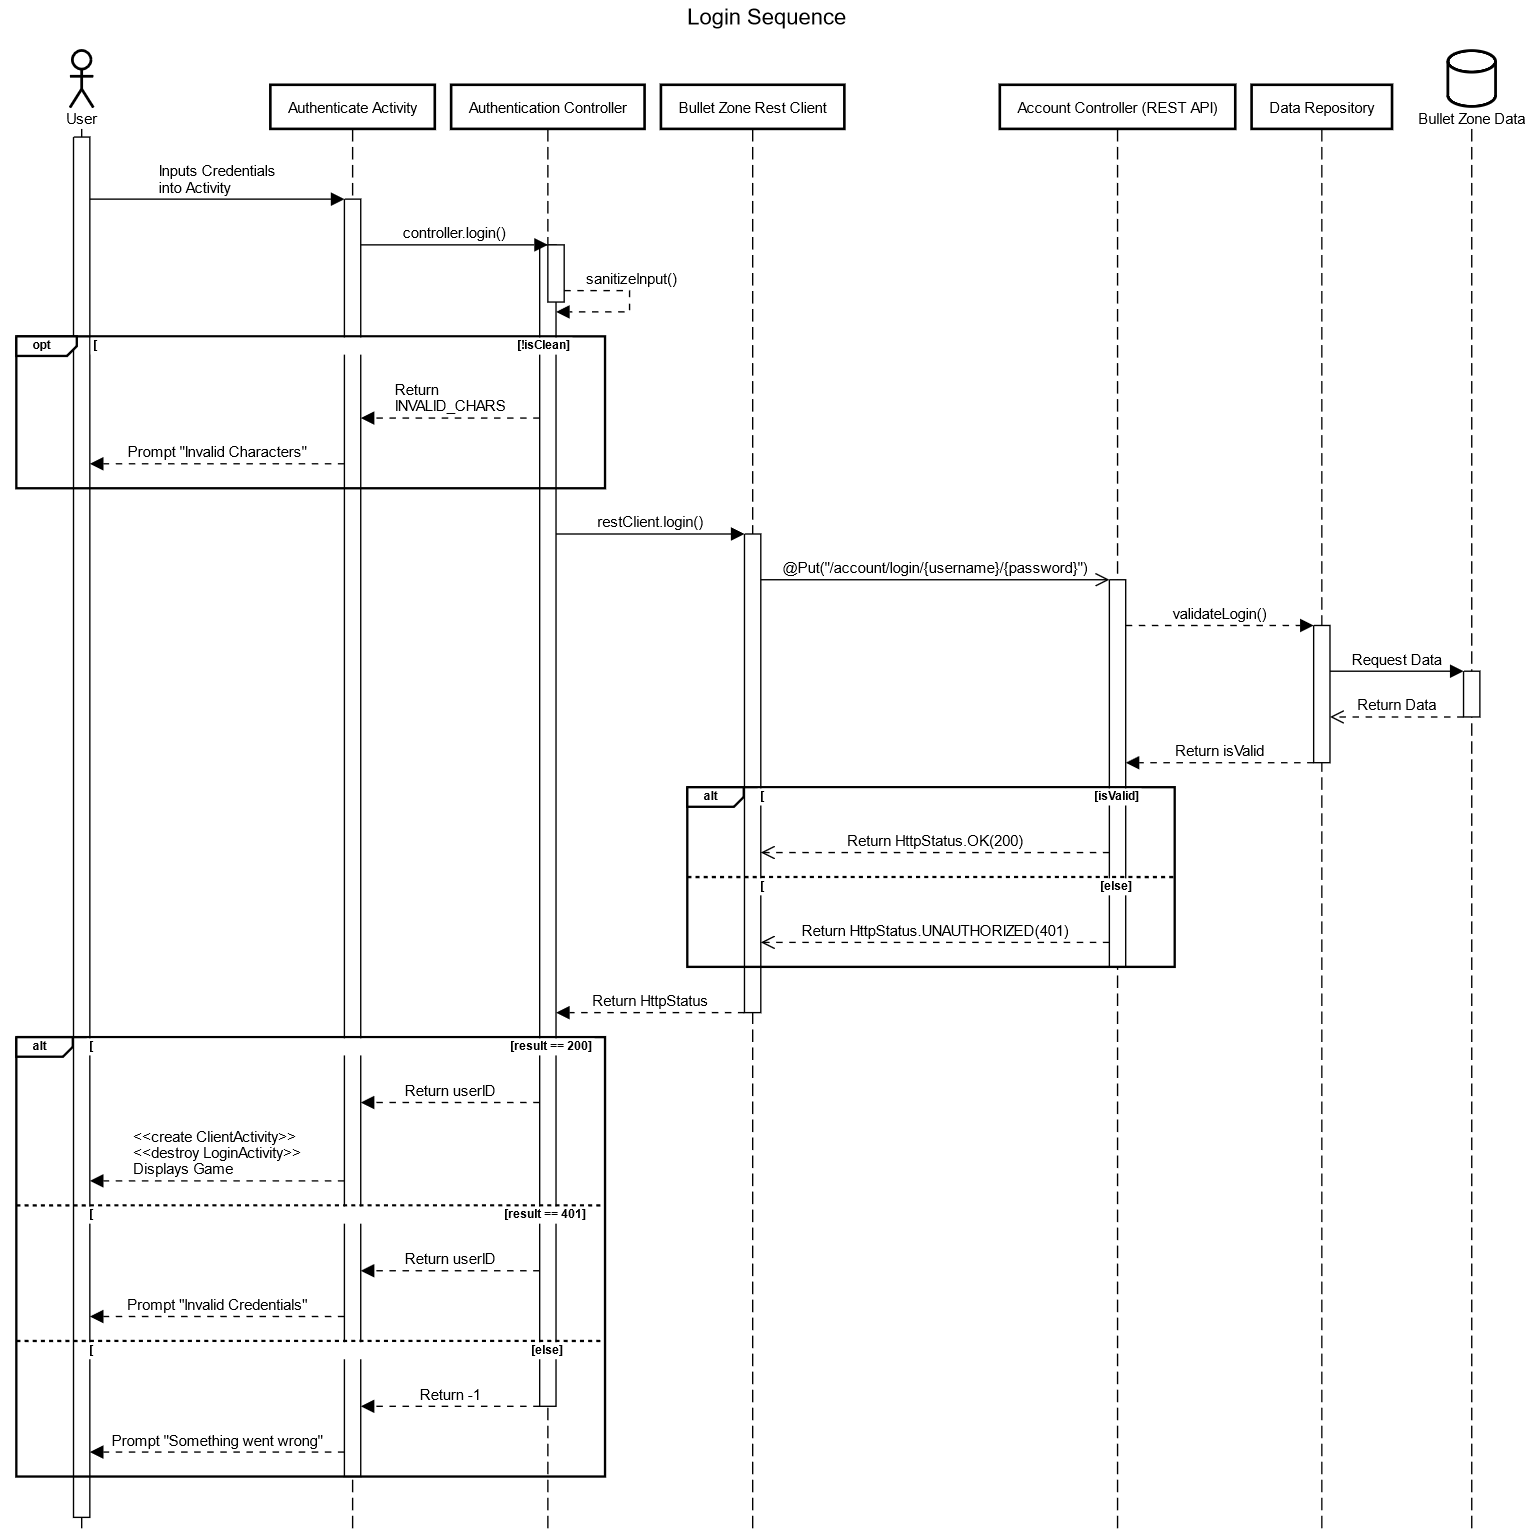 Login Sequence
User
Authenticate Activity
Authentication Controller
Bullet Zone Rest Client
Account Controller (REST API)
Data Repository
Bullet Zone Data
Inputs Credentials
into Activity
controller.login()
sanitizeInput()
opt
[
[!isClean]
Return
INVALID_CHARS
Prompt "Invalid Characters"
restClient.login()
@Put("/account/login/{username}/{password}")
validateLogin()
Request Data
Return Data
Return isValid
alt
[
[isValid]
Return HttpStatus.OK(200)
[
[else]
Return HttpStatus.UNAUTHORIZED(401)
Return HttpStatus
alt
[
[result == 200]
Return userID
<<create ClientActivity>>
<<destroy LoginActivity>>
Displays Game
[
[result == 401]
Return userID
Prompt "Invalid Credentials"
[
[else]
Return -1
Prompt "Something went wrong"